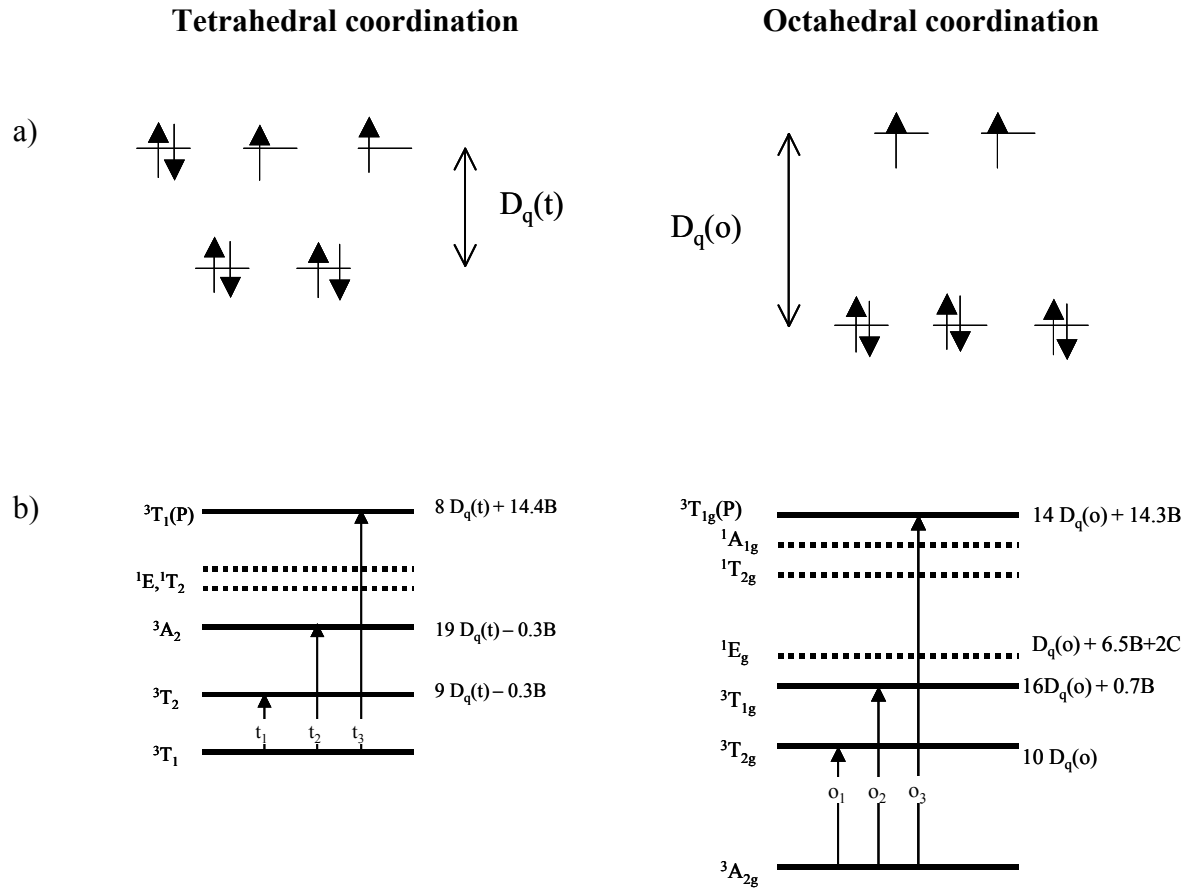 Tetrahedral coordination
Octahedral coordination
a)
D_q(t)
D_q(o)
b)
³T₁(P)
8 D_q(t) + 14.4B
¹E,¹T₂
³A₂
19 D_q(t) – 0.3B
³T₂
9 D_q(t) – 0.3B
t₁
t₂
t₃
³T₁
³T₁g(P)
14 D_q(o) + 14.3B
¹A₁g
¹T₂g
¹E_g
D_q(o) + 6.5B+2C
³T₁g
16D_q(o) + 0.7B
³T₂g
10 D_q(o)
o₁
o₂
o₃
³A₂g